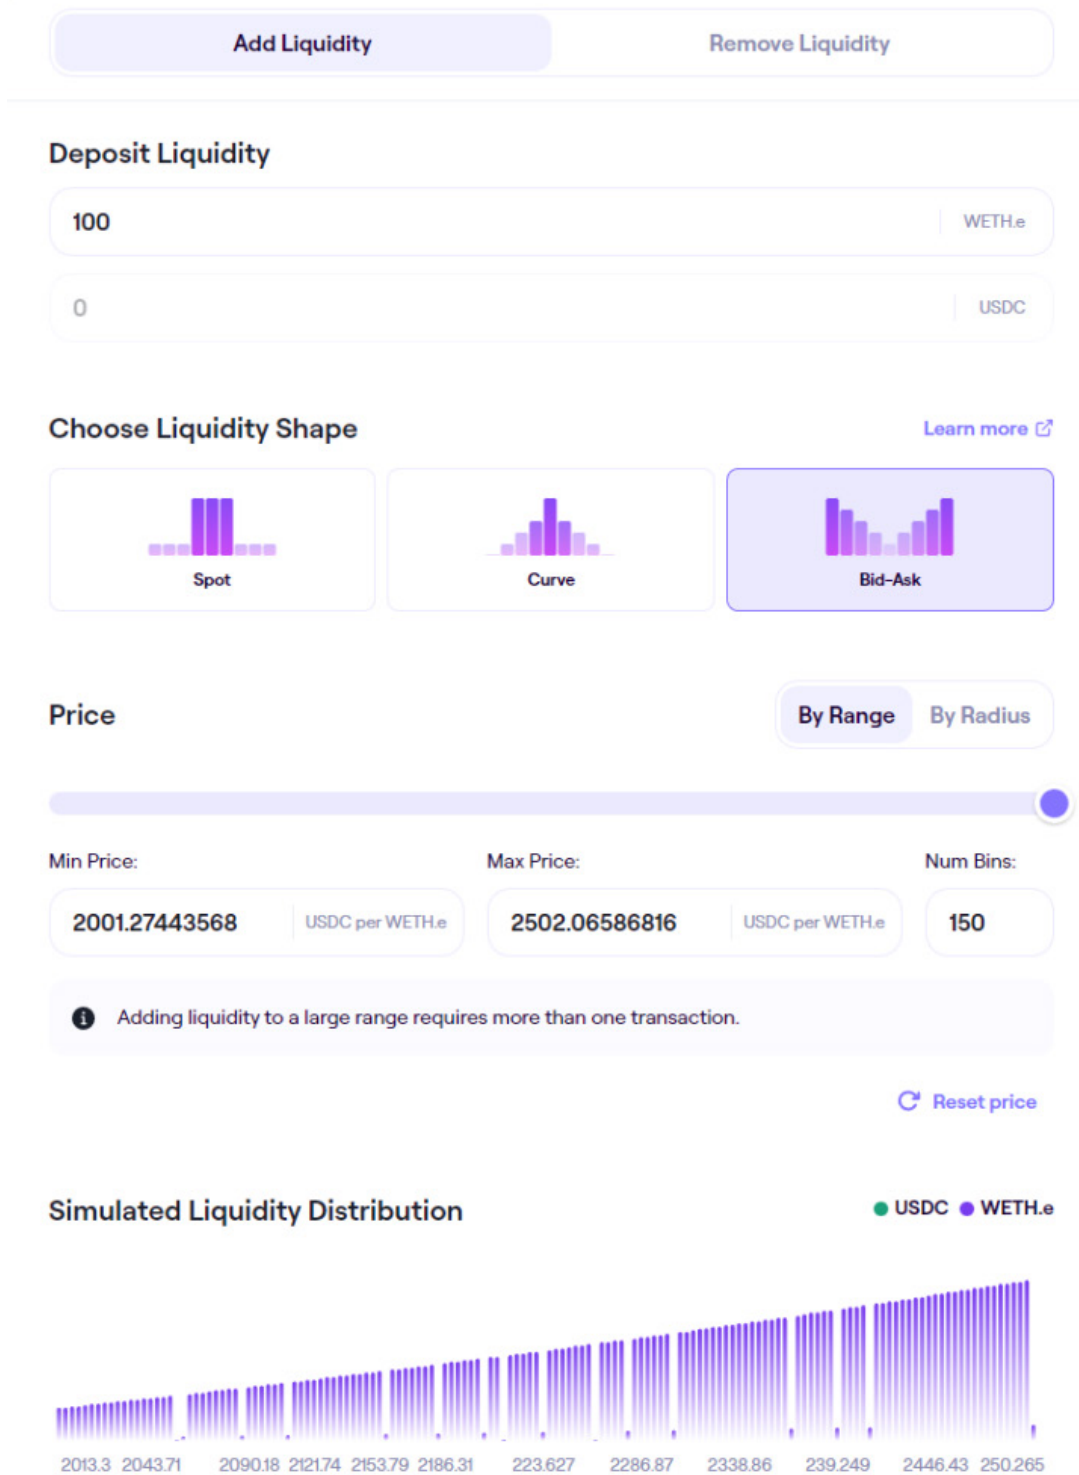 Add Liquidity Remove Liquidity
Deposit Liquidity
100 WETH.e
0 USDC
Choose Liquidity Shape Learn more
Spot Curve Bid-Ask
Price By Range By Radius
Min Price: Max Price: Num Bins:
2001.27443568 USDC per WETH.e 2502.06586816 USDC per WETH.e 150
Adding liquidity to a large range requires more than one transaction.
Reset price
Simulated Liquidity Distribution USDC WETH.e
2013.3 2043.71 2090.18 2121.74 2153.79 2186.31 223.627 2286.87 2338.86 239.249 2446.43 250.265